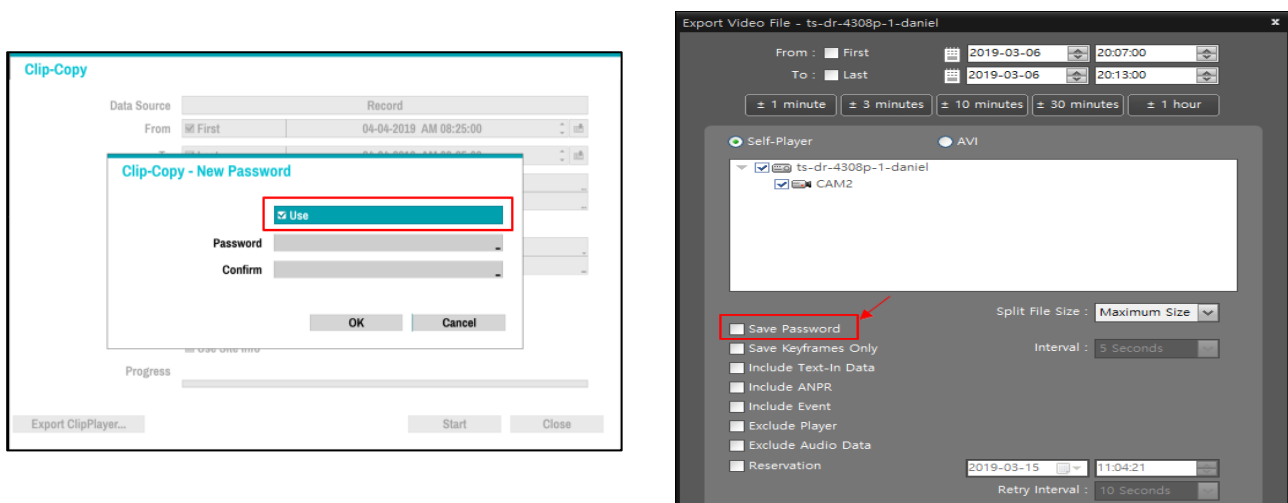 Clip-Copy
Data Source Record
From First 04-04-2019 AM 08:25:00
Clip-Copy - New Password
Use
Password
Confirm
OK Cancel
Progress
Export ClipPlayer... Start Close
Export Video File - ts-dr-4308p-1-daniel x
From : First 2019-03-06 20:07:00
To : Last 2019-03-06 20:13:00
± 1 minute ± 3 minutes ± 10 minutes ± 30 minutes ± 1 hour
Self-Player AVI
ts-dr-4308p-1-daniel
CAM2
Split File Size : Maximum Size
Save Password
Save Keyframes Only Interval : 5 Seconds
Include Text-In Data
Include ANPR
Include Event
Exclude Player
Exclude Audio Data
Reservation 2019-03-15 11:04:21
Retry Interval : 10 Seconds